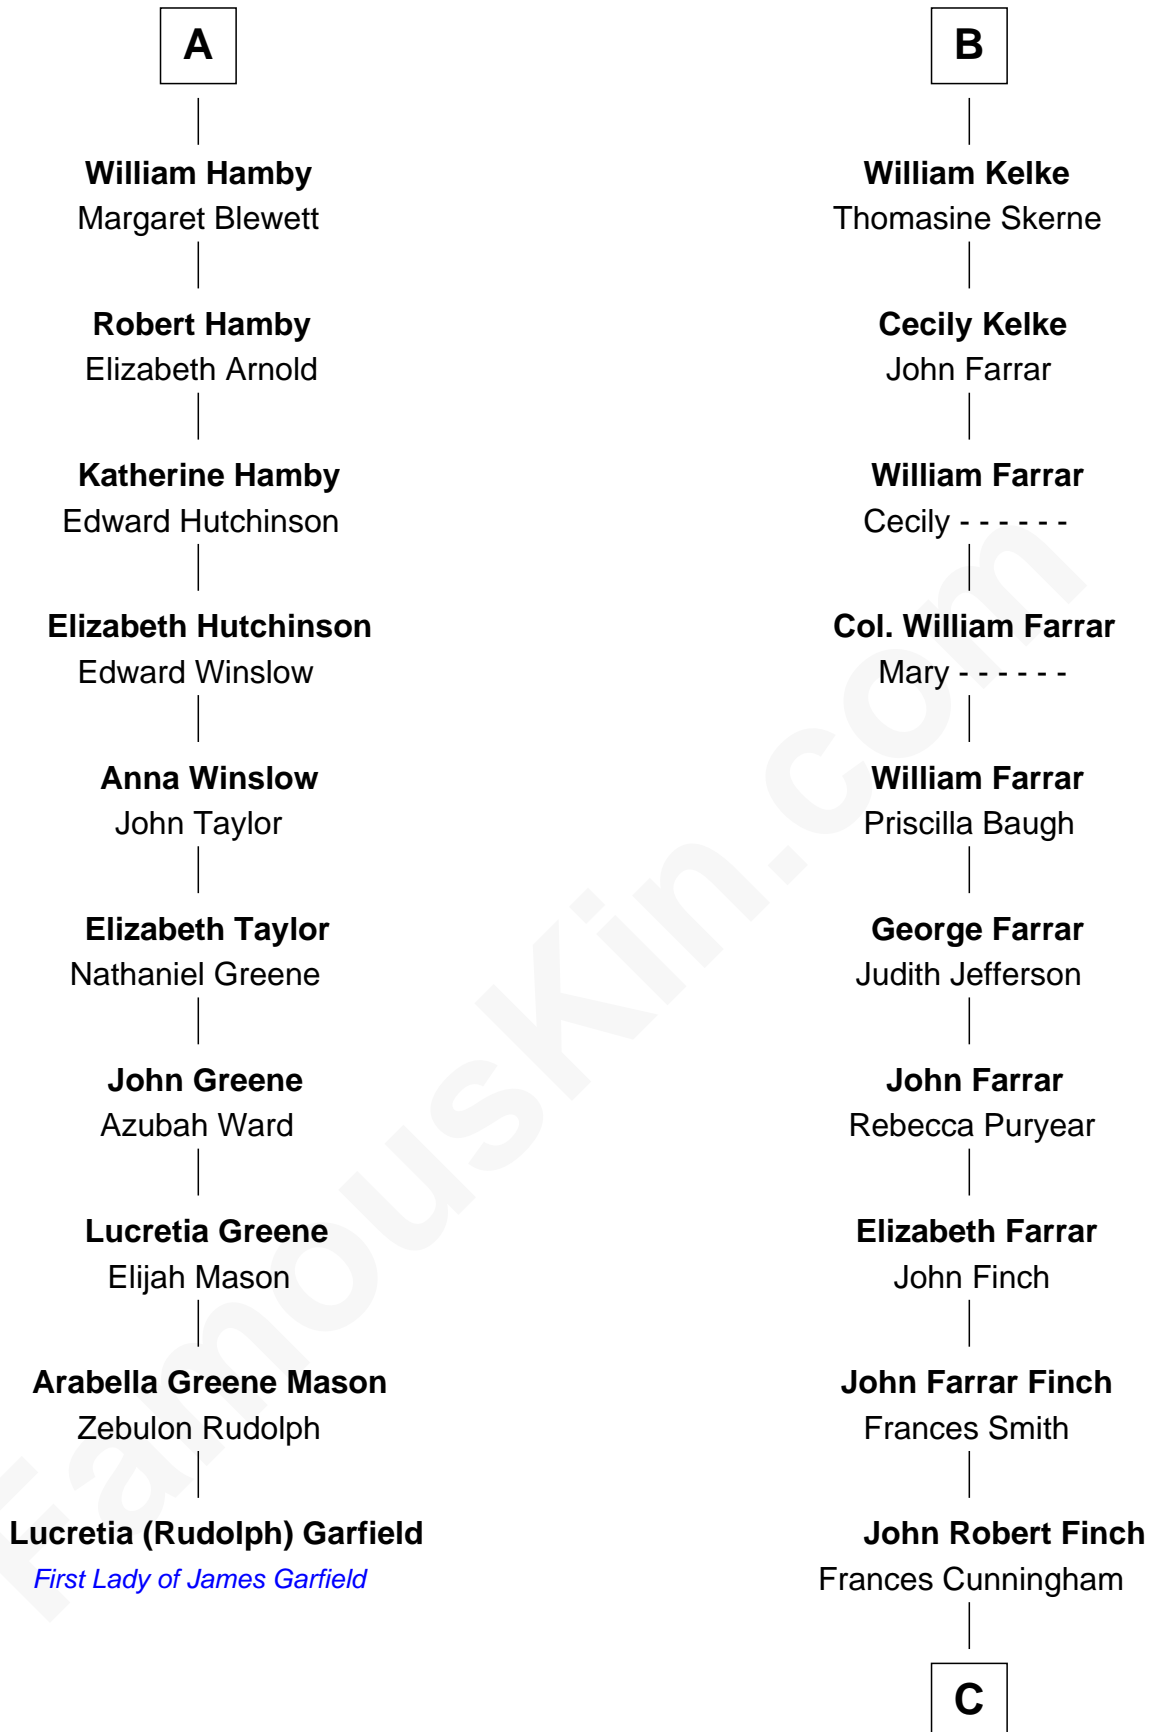 A
William Hamby
Margaret Blewett
Robert Hamby
Elizabeth Arnold
Katherine Hamby
Edward Hutchinson
Elizabeth Hutchinson
Edward Winslow
Anna Winslow
John Taylor
Elizabeth Taylor
Nathaniel Greene
John Greene
Azubah Ward
Lucretia Greene
Elijah Mason
Arabella Greene Mason
Zebulon Rudolph
Lucretia (Rudolph) Garfield
First Lady of James Garfield
B
William Kelke
Thomasine Skerne
Cecily Kelke
John Farrar
William Farrar
Cecily - - - - - -
Col. William Farrar
Mary - - - - - -
William Farrar
Priscilla Baugh
George Farrar
Judith Jefferson
John Farrar
Rebecca Puryear
Elizabeth Farrar
John Finch
John Farrar Finch
Frances Smith
John Robert Finch
Frances Cunningham
C
FamousKin.com